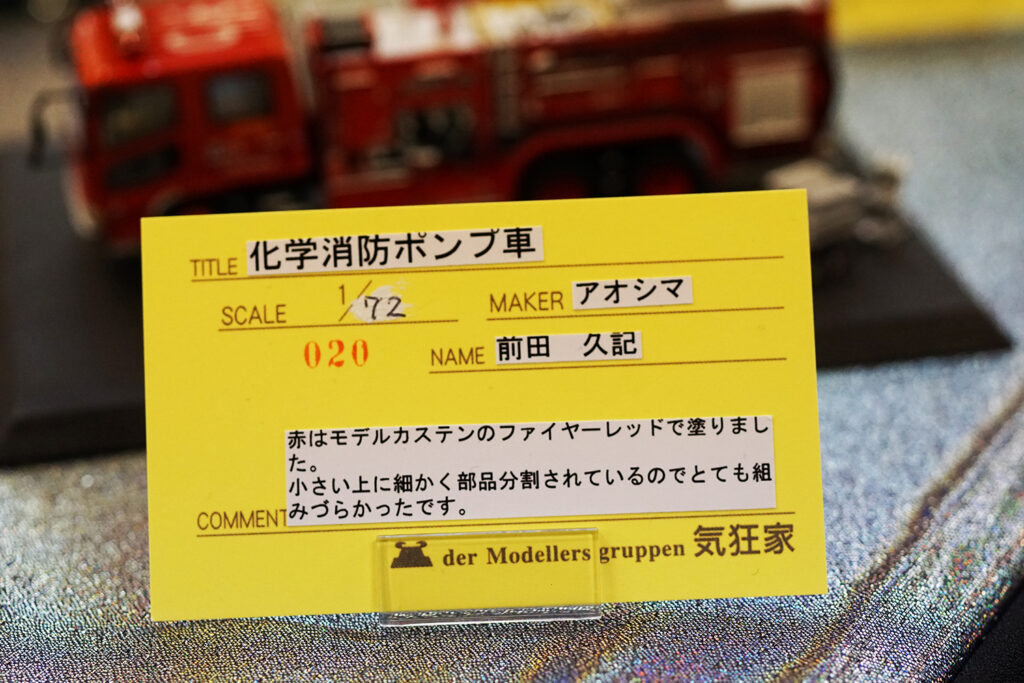 TITLE 化学消防ポンプ車
SCALE 1/72 MAKER アオシマ
020 NAME 前田 久記
赤はモデルカステンのファイヤーレッドで塗りまし
た。
小さい上に細かく部品分割されているのでとても組
みづらかったです。
COMMENT
der Modellers gruppen 気狂家